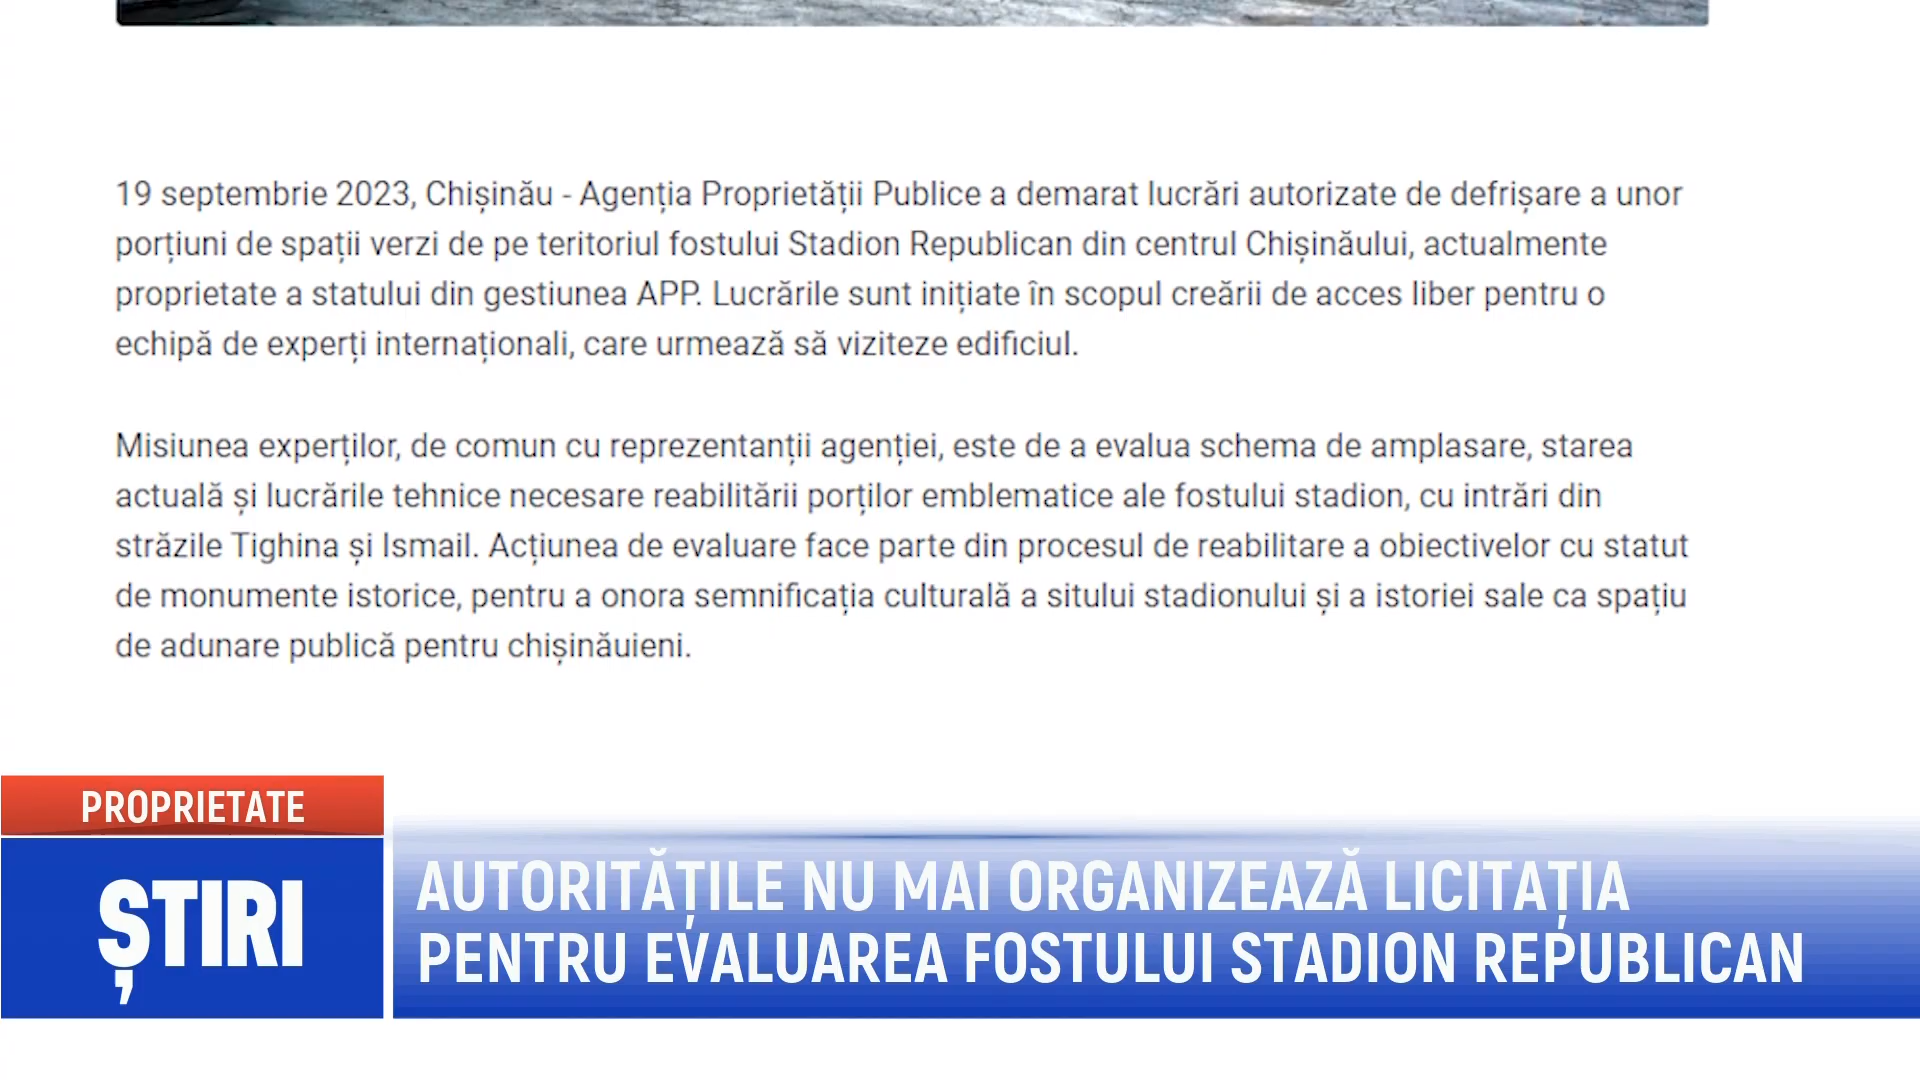 19 septembrie 2023, Chișinău - Agenția Proprietății Publice a demarat lucrări autorizate de defrișare a unor
porțiuni de spații verzi de pe teritoriul fostului Stadion Republican din centrul Chișinăului, actualmente
proprietate a statului din gestiunea APP. Lucrările sunt inițiate în scopul creării de acces liber pentru o
echipă de experți internaționali, care urmează să viziteze edificiul.
Misiunea experților, de comun cu reprezentanții agenției, este de a evalua schema de amplasare, starea
actuală și lucrările tehnice necesare reabilitării porților emblematice ale fostului stadion, cu intrări din
străzile Tighina și Ismail. Acțiunea de evaluare face parte din procesul de reabilitare a obiectivelor cu statut
de monumente istorice, pentru a onora semnificația culturală a sitului stadionului și a istoriei sale ca spațiu
de adunare publică pentru chișinăuieni.
PROPRIETATE
ȘTIRI
AUTORITĂȚILE NU MAI ORGANIZEAZĂ LICITAȚIA
PENTRU EVALUAREA FOSTULUI STADION REPUBLICAN